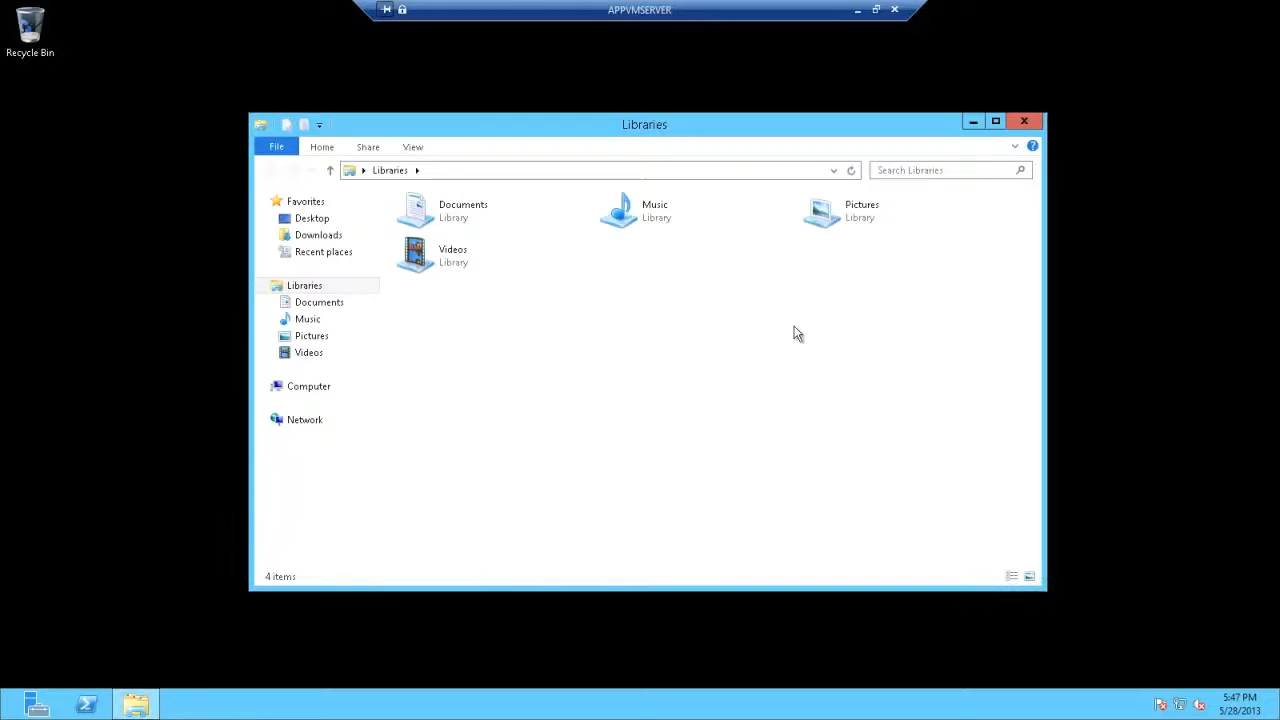 APPVMSERVER
Recycle Bin
Libraries
File Home Share View
Libraries
Search Libraries
Favorites
Desktop
Downloads
Recent places
Libraries
Documents
Music
Pictures
Videos
Computer
Network
Documents
Library
Music
Library
Pictures
Library
Videos
Library
4 items
5:47 PM
5/28/2013